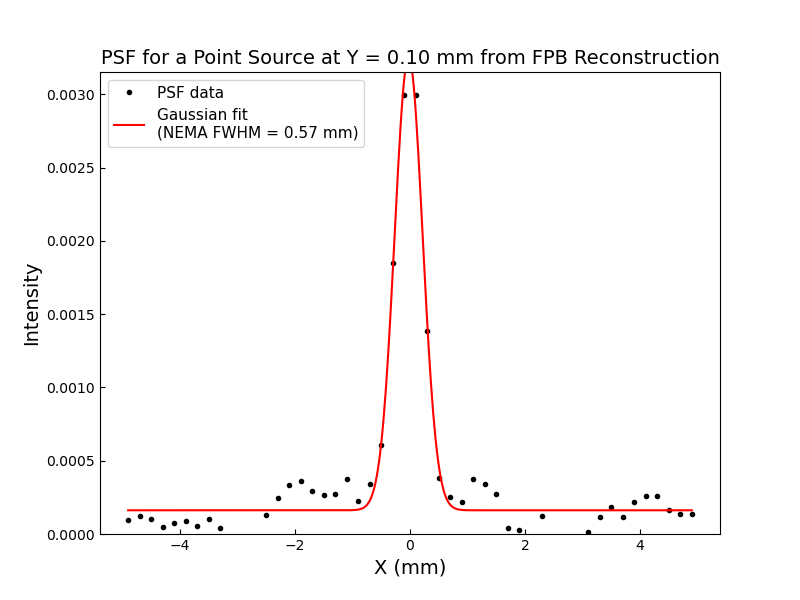 PSF for a Point Source at Y = 0.10 mm from FPB Reconstruction
PSF data
Gaussian fit
(NEMA FWHM = 0.57 mm)
0.0030
0.0025
0.0020
0.0015
0.0010
0.0005
0.0000
Intensity
−4
−2
0
2
4
X (mm)